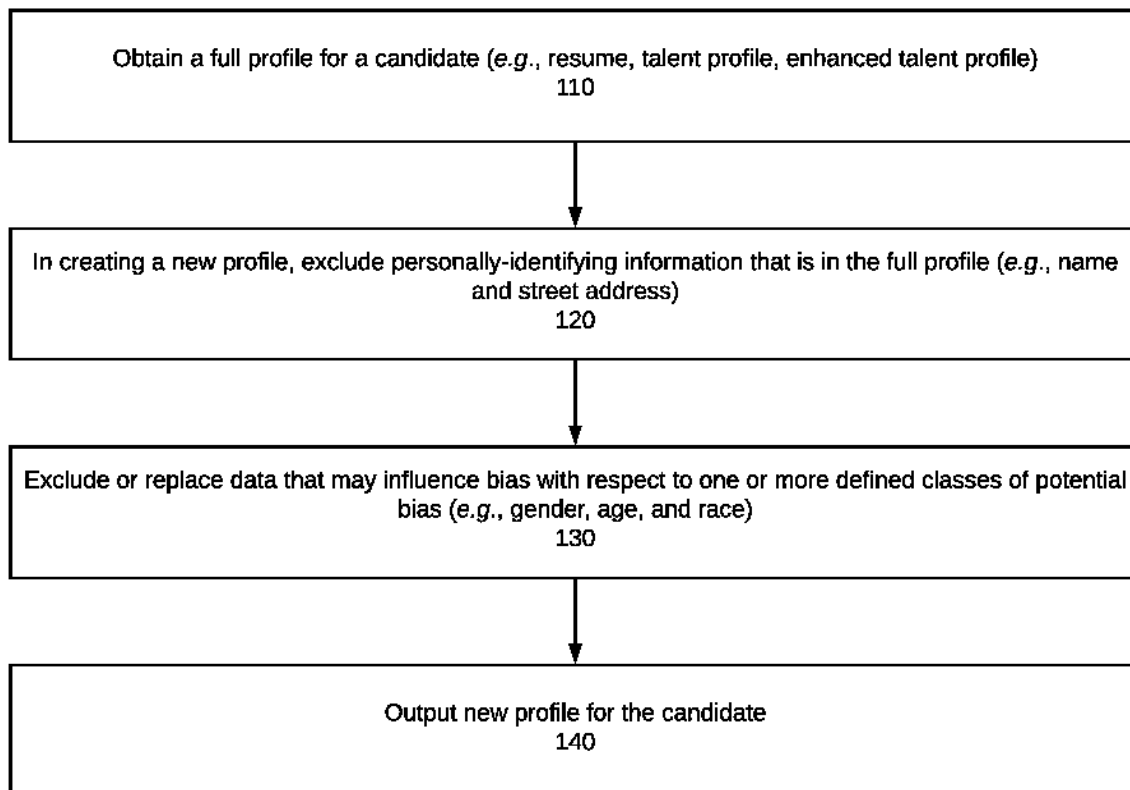 Obtain a full profile for a candidate (e.g., resume, talent profile, enhanced talent profile)
110
In creating a new profile, exclude personally-identifying information that is in the full profile (e.g., name
and street address)
120
Exclude or replace data that may influence bias with respect to one or more defined classes of potential
bias (e.g., gender, age, and race)
130
Output new profile for the candidate
140